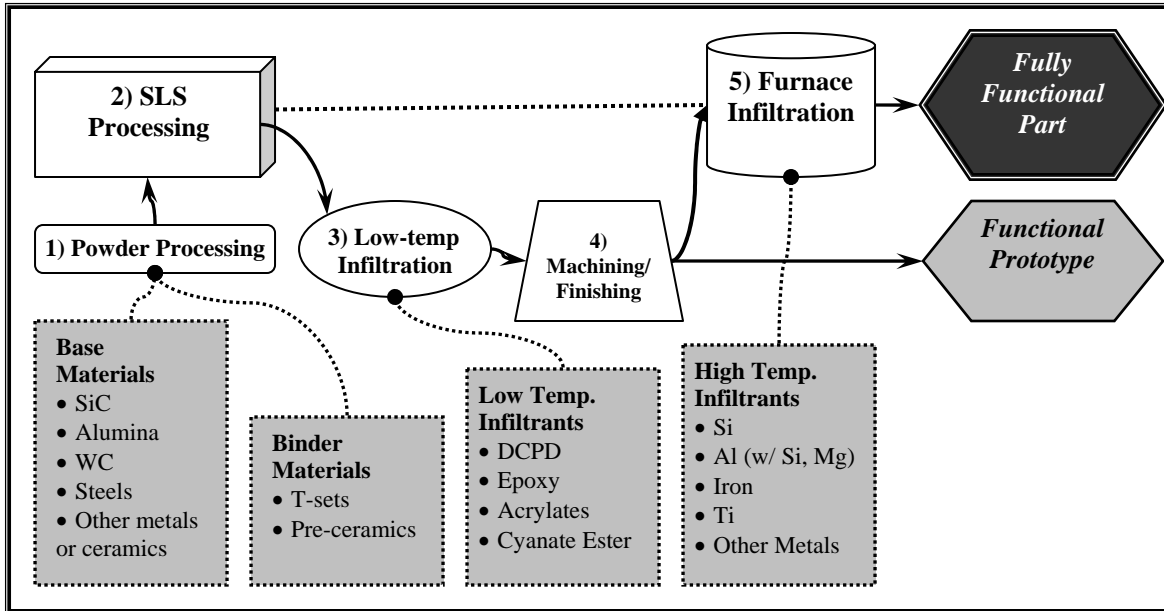 2) SLS
Processing
5) Furnace
Infiltration
Fully
Functional
Part
1) Powder Processing
3) Low-temp
Infiltration
4)
Machining/
Finishing
Functional
Prototype
Base
Materials
• SiC
• Alumina
• WC
• Steels
• Other metals
or ceramics
Binder
Materials
• T-sets
• Pre-ceramics
Low Temp.
Infiltrants
• DCPD
• Epoxy
• Acrylates
• Cyanate Ester
High Temp.
Infiltrants
• Si
• Al (w/ Si, Mg)
• Iron
• Ti
• Other Metals